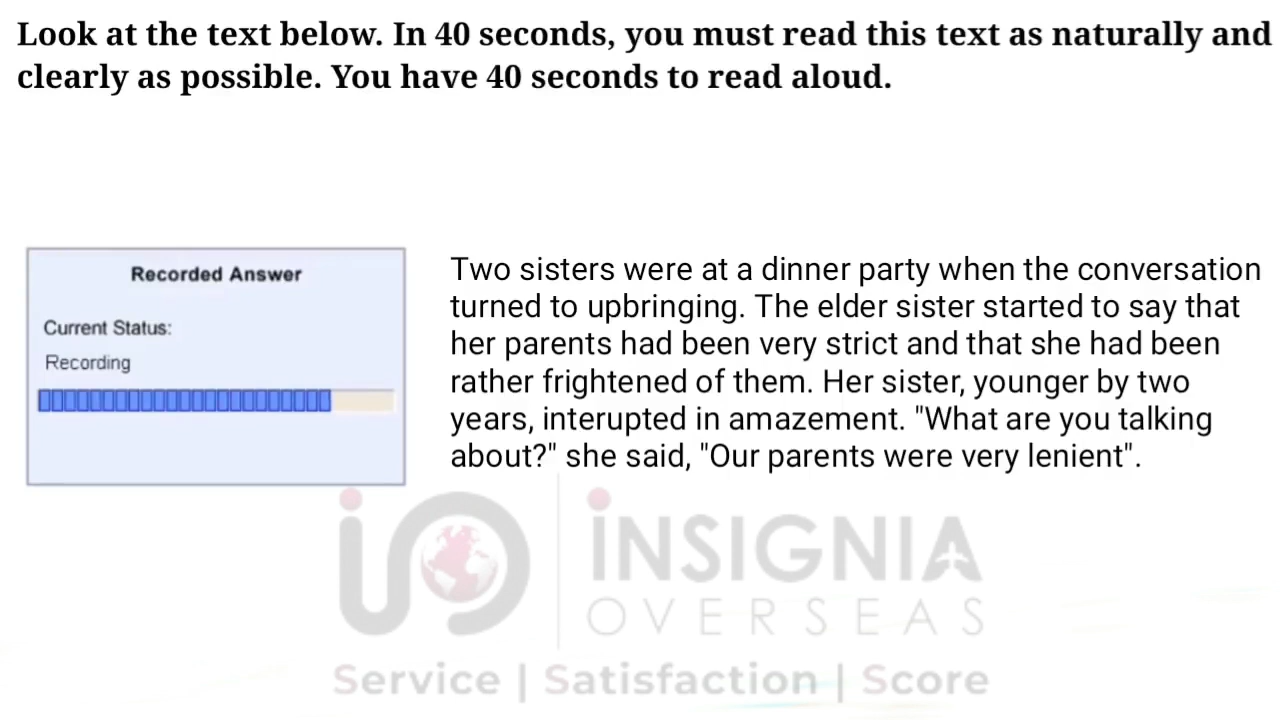 Look at the text below. In 40 seconds, you must read this text as naturally and
clearly as possible. You have 40 seconds to read aloud.
Recorded Answer
Current Status:
Recording
Two sisters were at a dinner party when the conversation
turned to upbringing. The elder sister started to say that
her parents had been very strict and that she had been
rather frightened of them. Her sister, younger by two
years, interupted in amazement. "What are you talking
about?" she said, "Our parents were very lenient".
iO
iNSIGNIA
OVERSEAS
Service | Satisfaction | Score